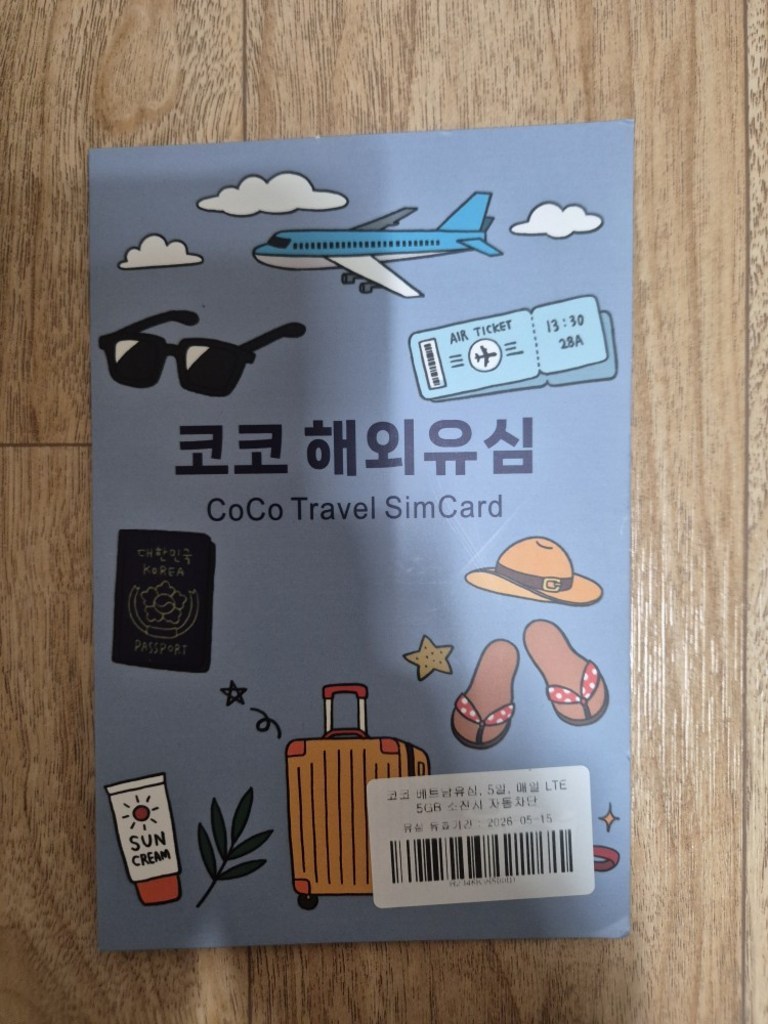 AIR TICKET
13:30
28A
코코 해외유심
CoCo Travel SimCard
대한민국
KOREA
PASSPORT
SUN
CREAM
코코 베트남유심, 5일, 매일 LTE
5GB 소진시 자동차단
유심 유효기간 : 2026-05-15